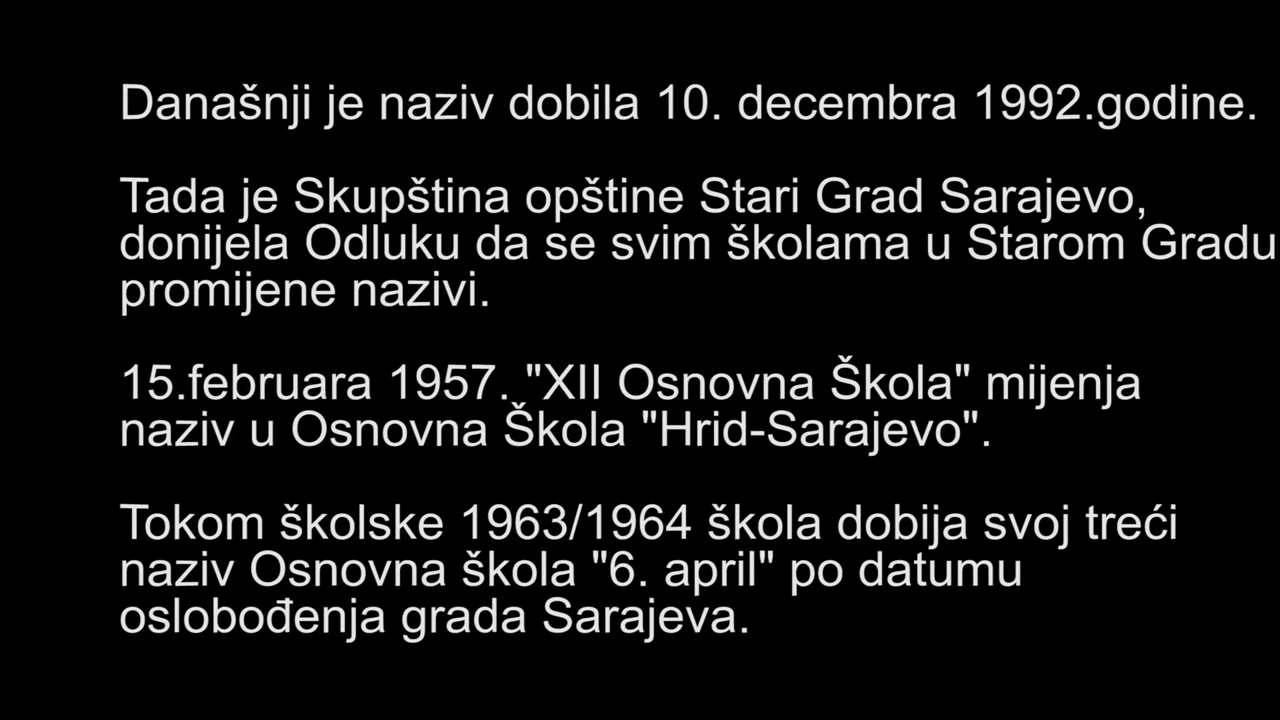 Današnji je naziv dobila 10. decembra 1992.godine.
Tada je Skupština opštine Stari Grad Sarajevo,
donijela Odluku da se svim školama u Starom Gradu
promijene nazivi.
15.februara 1957. "XII Osnovna Škola" mijenja
naziv u Osnovna Škola "Hrid-Sarajevo".
Tokom školske 1963/1964 škola dobija svoj treći
naziv Osnovna škola "6. april" po datumu
oslobođenja grada Sarajeva.